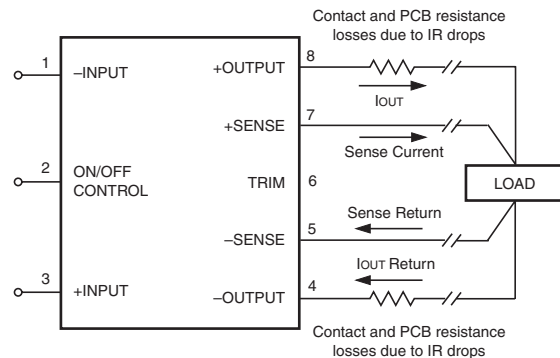 Contact and PCB resistance
losses due to IR drops
1
–INPUT
+OUTPUT
8
IOUT
+SENSE
7
Sense Current
2
ON/OFF
CONTROL
TRIM
6
LOAD
Sense Return
–SENSE
5
IOUT Return
3
+INPUT
–OUTPUT
4
Contact and PCB resistance
losses due to IR drops